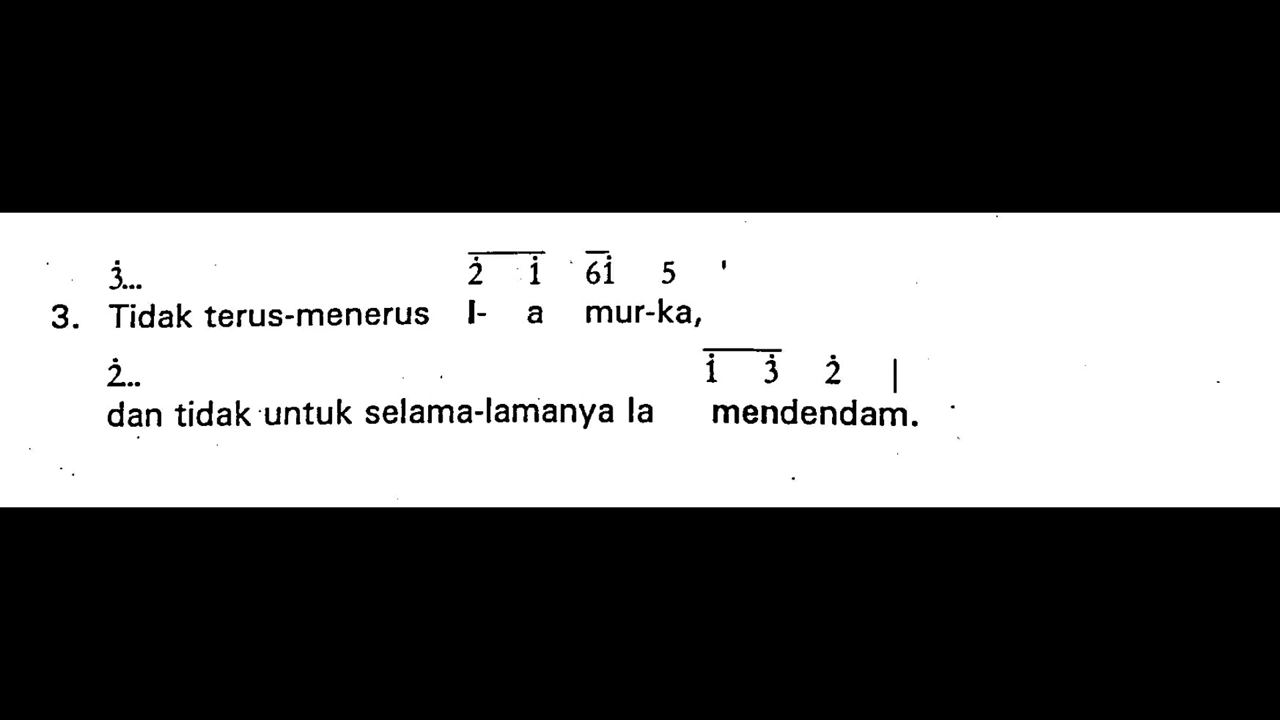 3̇... 2̇ 1̇ 61̇ 5 '
3. Tidak terus-menerus I- a mur-ka,
2̇.. 1̇ 3̇ 2̇ |
dan tidak untuk selama-lamanya Ia mendendam.